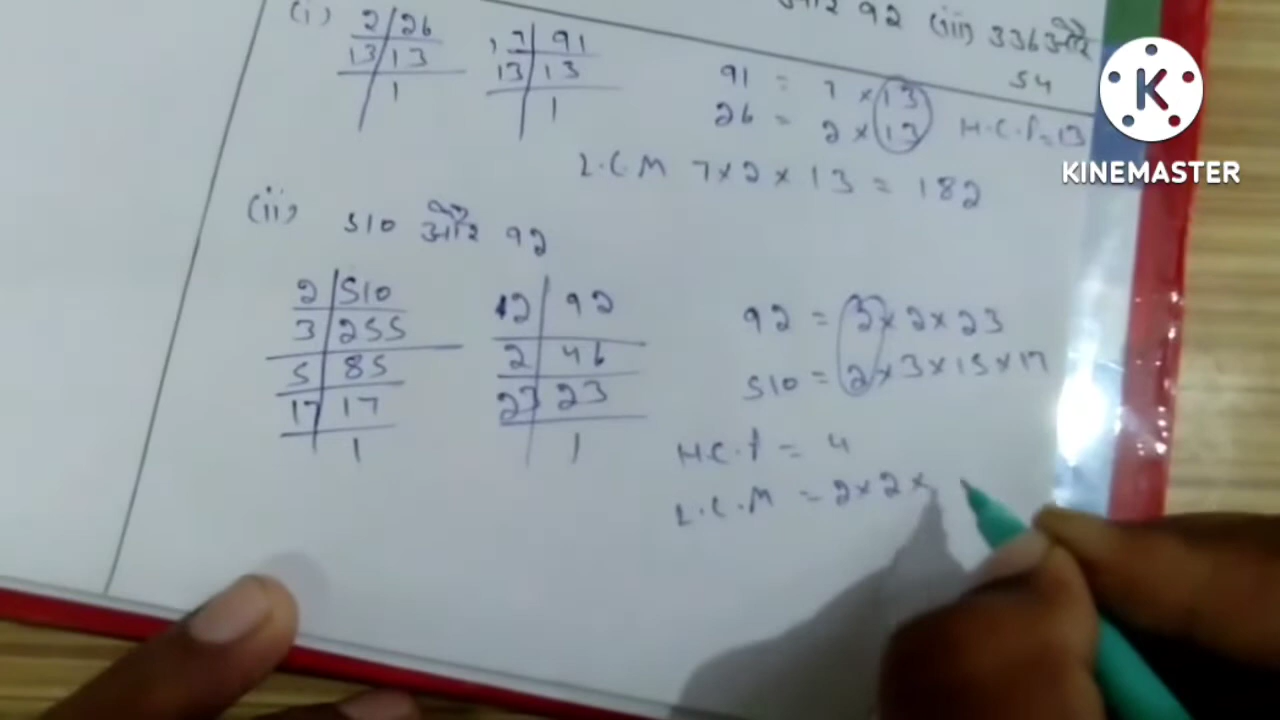 और 92 (iii) 336 और
54
(i) 2 26
13 13
1
7 91
13 13
1
91 = 7 × 13
26 = 2 × 13 H.C.f = 13
L.C.M 7 × 2 × 13 = 182
(ii) 510 और 92
2 510
3 255
5 85
17 17
1
2 92
2 46
23 23
1
92 = 2 × 2 × 23
510 = 2 × 3 × 15 × 17
H.C.f = 4
L.C.M = 2 × 2 ×
K
KINEMASTER